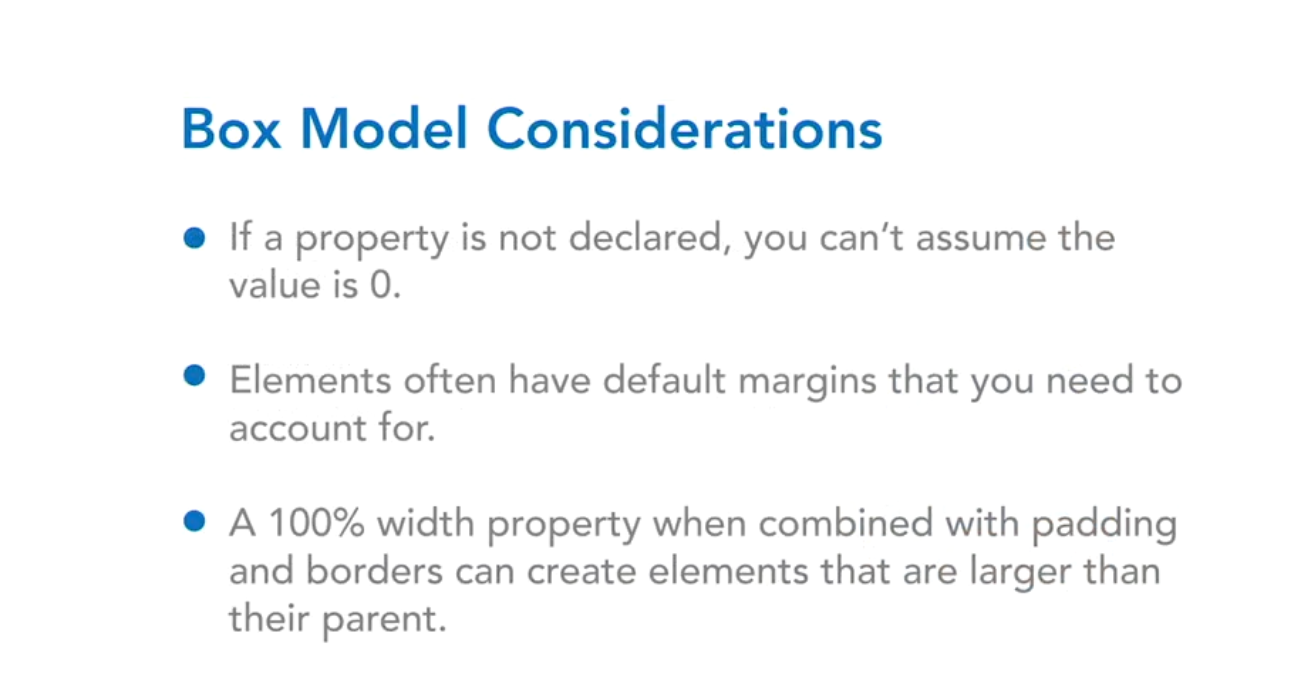 Box Model Considerations
● If a property is not declared, you can’t assume the
value is 0.
● Elements often have default margins that you need to
account for.
● A 100% width property when combined with padding
and borders can create elements that are larger than
their parent.